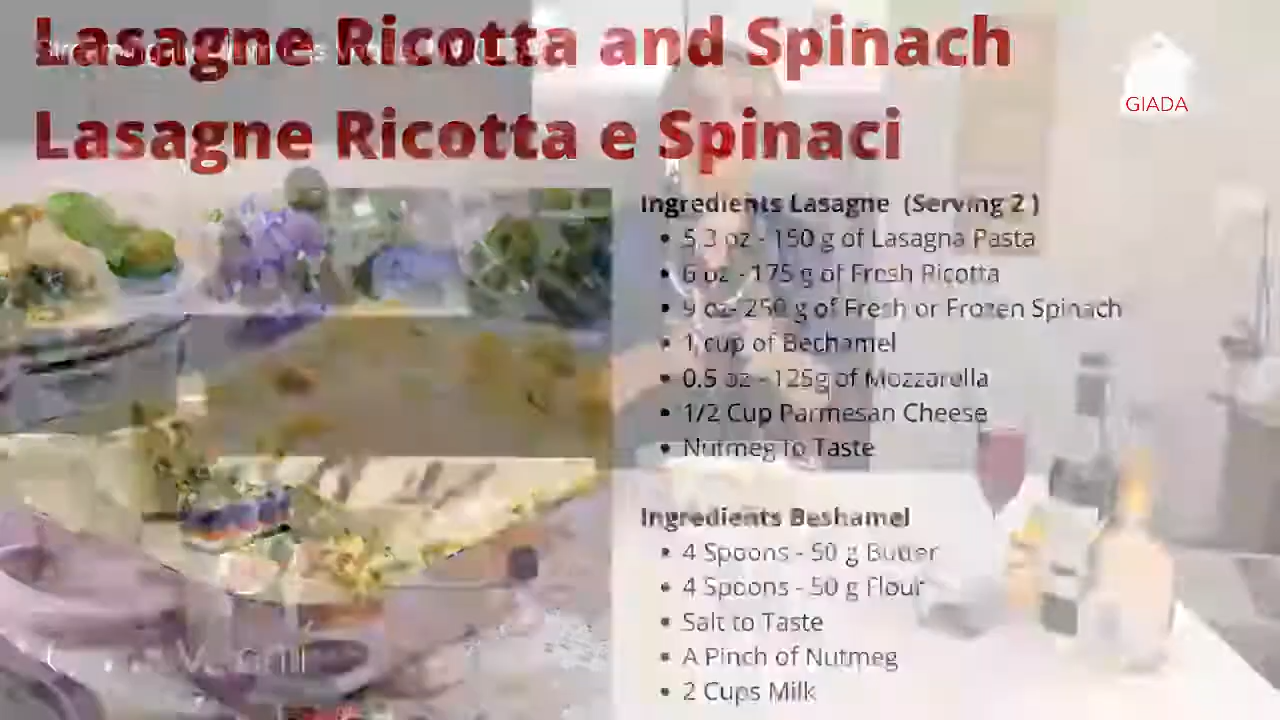 Lasagne Ricotta and Spinach
Lasagne Ricotta e Spinaci
GIADA
Ingredients Lasagne (Serving 2 )
• 5.3 oz - 150 g of Lasagna Pasta
• 6 oz - 175 g of Fresh Ricotta
• 9 oz- 250 g of Fresh or Frozen Spinach
• 1 cup of Bechamel
• 0.5 oz - 125g of Mozzarella
• 1/2 Cup Parmesan Cheese
• Nutmeg to Taste
Ingredients Beshamel
• 4 Spoons - 50 g Butter
• 4 Spoons - 50 g Flour
• Salt to Taste
• A Pinch of Nutmeg
• 2 Cups Milk